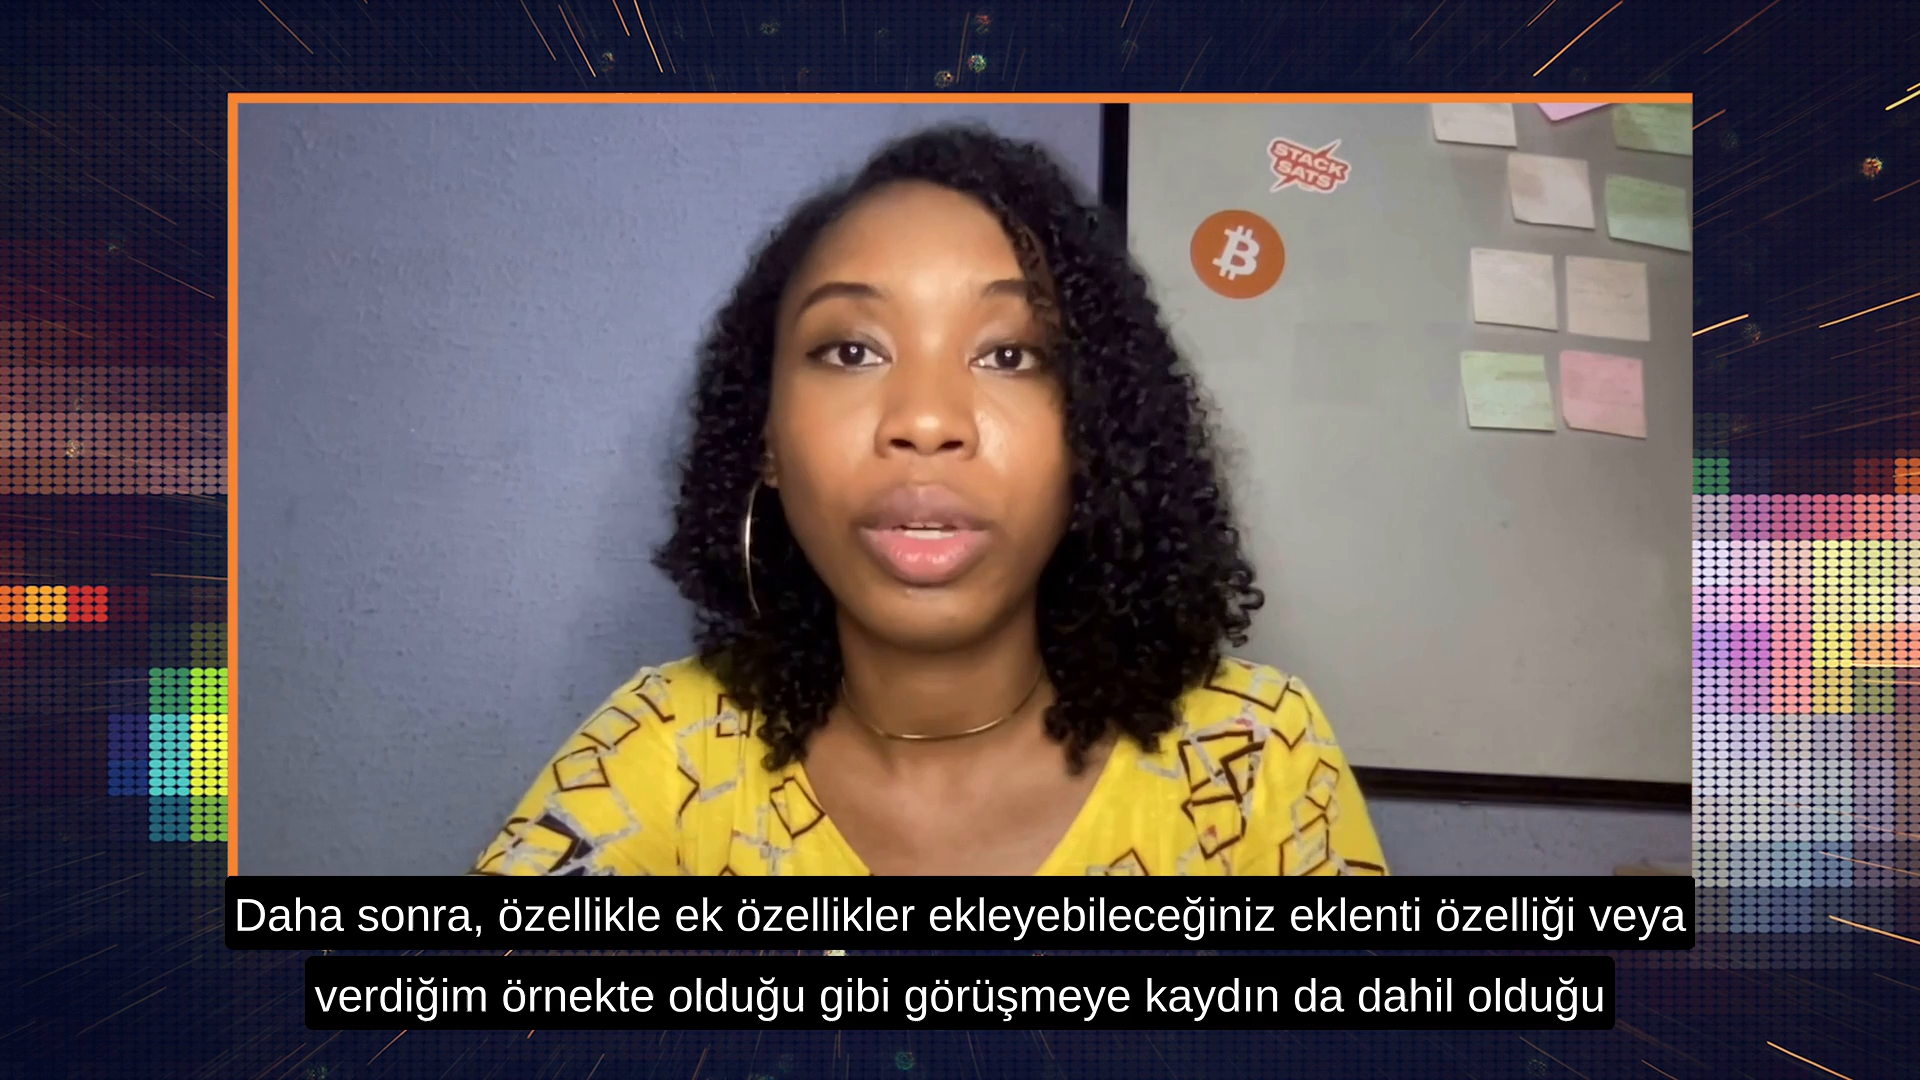 STACK
SATS
Daha sonra, özellikle ek özellikler ekleyebileceğiniz eklenti özelliği veya
verdiğim örnekte olduğu gibi görüşmeye kaydın da dahil olduğu